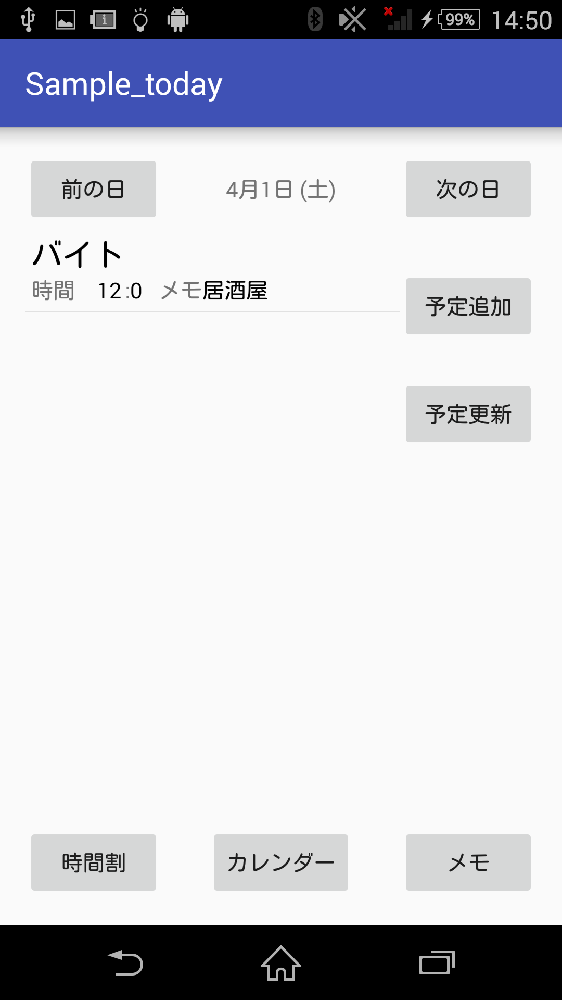 99% 14:50
Sample_today
前の日 4月1日 (土) 次の日
バイト
時間 12:0 メモ居酒屋
予定追加
予定更新
時間割 カレンダー メモ